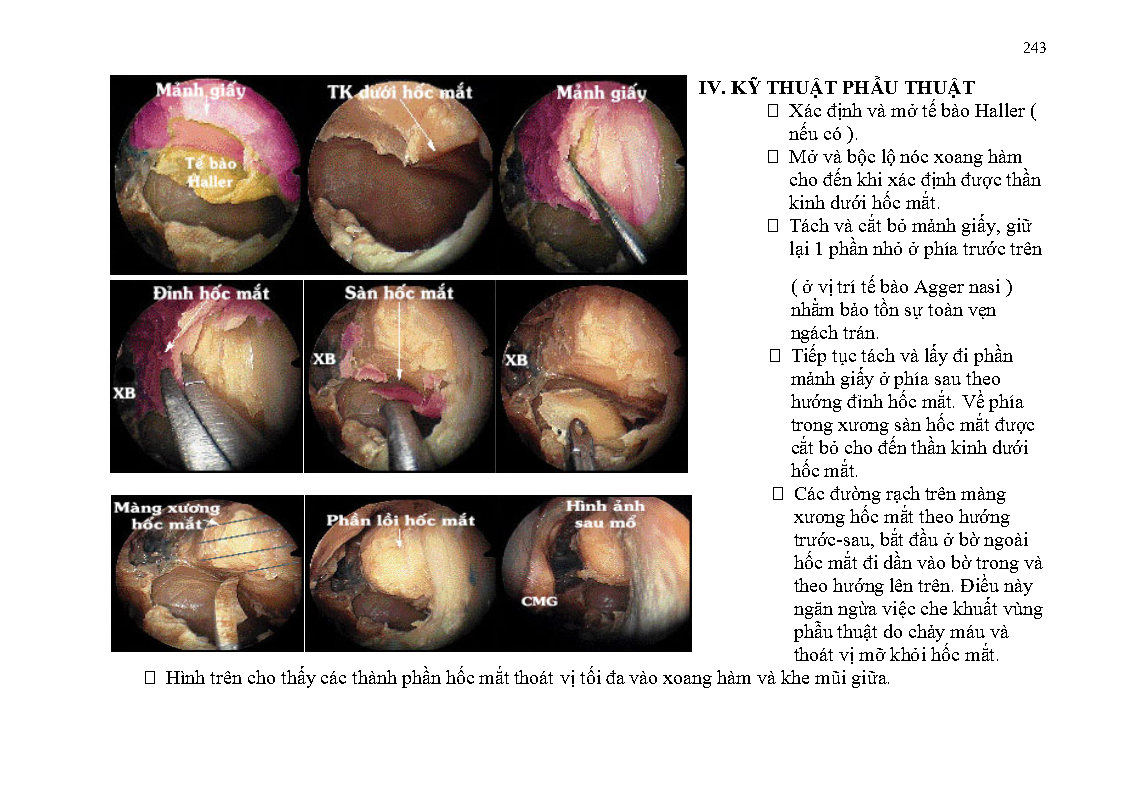 243
Mảnh giấy
TK dưới hốc mắt
Mảnh giấy
Tế bào
Haller
Đỉnh hốc mắt
Sàn hốc mắt
XB
XB
XB
Màng xương
hốc mắt
Phần lồi hốc mắt
Hình ảnh
sau mổ
CMG
IV. KỸ THUẬT PHẪU THUẬT
Xác định và mở tế bào Haller (
nếu có ).
Mở và bộc lộ nóc xoang hàm
cho đến khi xác định được thần
kinh dưới hốc mắt.
Tách và cắt bỏ mảnh giấy, giữ
lại 1 phần nhỏ ở phía trước trên
( ở vị trí tế bào Agger nasi )
nhằm bảo tồn sự toàn vẹn
ngách trán.
Tiếp tục tách và lấy đi phần
mảnh giấy ở phía sau theo
hướng đỉnh hốc mắt. Về phía
trong xương sàn hốc mắt được
cắt bỏ cho đến thần kinh dưới
hốc mắt.
Các đường rạch trên màng
xương hốc mắt theo hướng
trước-sau, bắt đầu ở bờ ngoài
hốc mắt đi dần vào bờ trong và
theo hướng lên trên. Điều này
ngăn ngừa việc che khuất vùng
phẫu thuật do chảy máu và
thoát vị mỡ khỏi hốc mắt.
Hình trên cho thấy các thành phần hốc mắt thoát vị tối đa vào xoang hàm và khe mũi giữa.